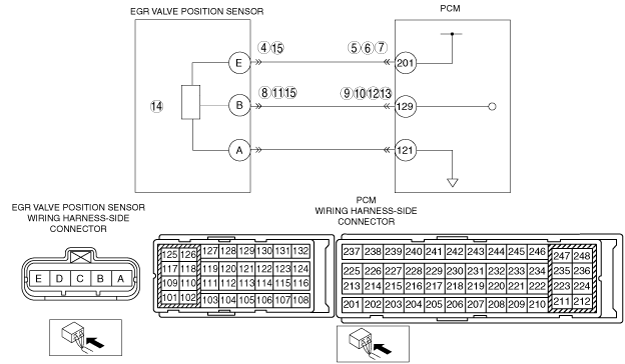 EGR VALVE POSITION SENSOR
PCM
④⑮ ⑤⑥⑦
E 201
⑭
⑧⑪⑮ ⑨⑩⑫⑬
B 129
A 121
EGR VALVE POSITION SENSOR
WIRING HARNESS-SIDE
CONNECTOR
PCM
WIRING HARNESS-SIDE
CONNECTOR
E D C B A
125 126 127 128 129 130 131 132
117 118 119 120 121 122 123 124
109 110 111 112 113 114 115 116
101 102 103 104 105 106 107 108
237 238 239 240 241 242 243 244 245 246 247 248
225 226 227 228 229 230 231 232 233 234 235 236
213 214 215 216 217 218 219 220 221 222 223 224
201 202 203 204 205 206 207 208 209 210 211 212